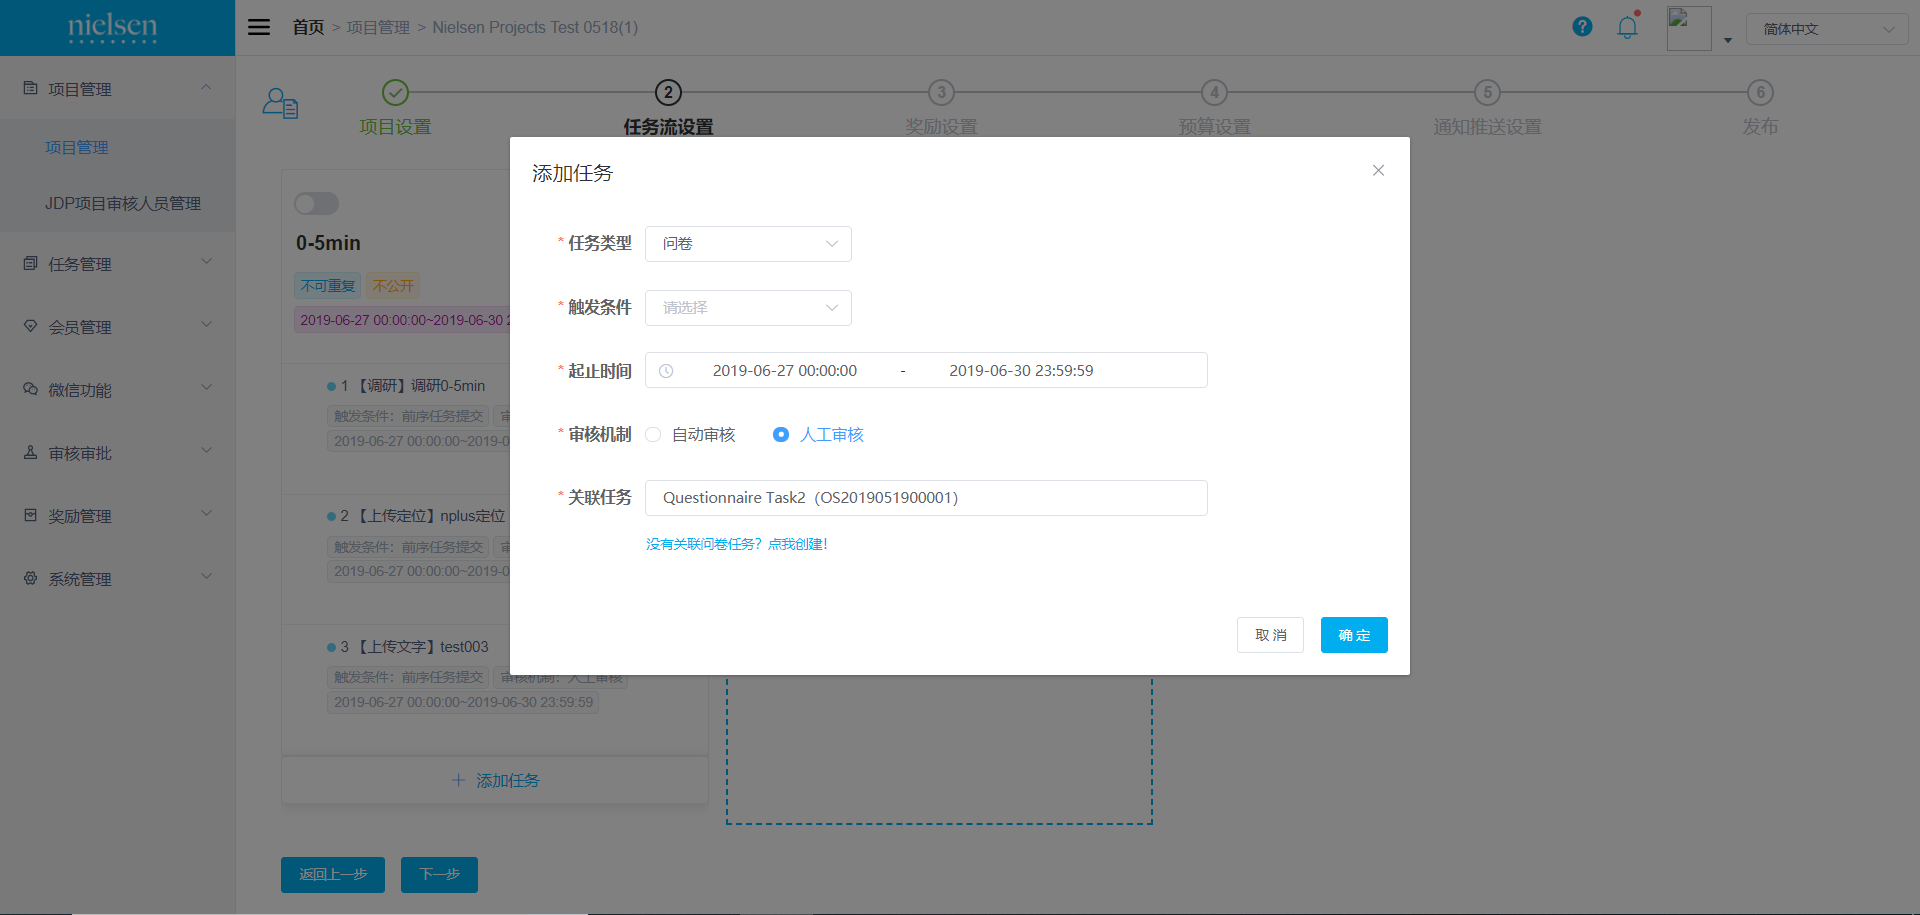 nielsen
首页 > 项目管理 > Nielsen Projects Test 0518(1)
?
简体中文
项目管理
项目管理
JDP项目审核人员管理
任务管理
会员管理
微信功能
审核审批
奖励管理
系统管理
2
3
4
5
6
项目设置
任务流设置
奖励设置
预算设置
通知推送设置
发布
0-5min
不可重复
不公开
2019-06-27 00:00:00~2019-06-30 2
1 【调研】调研0-5min
触发条件：前序任务提交
审
2019-06-27 00:00:00~2019-0
2 【上传定位】nplus定位
触发条件：前序任务提交
审
2019-06-27 00:00:00~2019-0
3 【上传文字】test003
触发条件：前序任务提交
审核机制：人工审核
2019-06-27 00:00:00~2019-06-30 23:59:59
+ 添加任务
返回上一步
下一步
添加任务
* 任务类型
问卷
* 触发条件
请选择
* 起止时间
2019-06-27 00:00:00 - 2019-06-30 23:59:59
* 审核机制
自动审核
人工审核
* 关联任务
Questionnaire Task2（OS2019051900001）
没有关联问卷任务？点我创建!
取消
确定